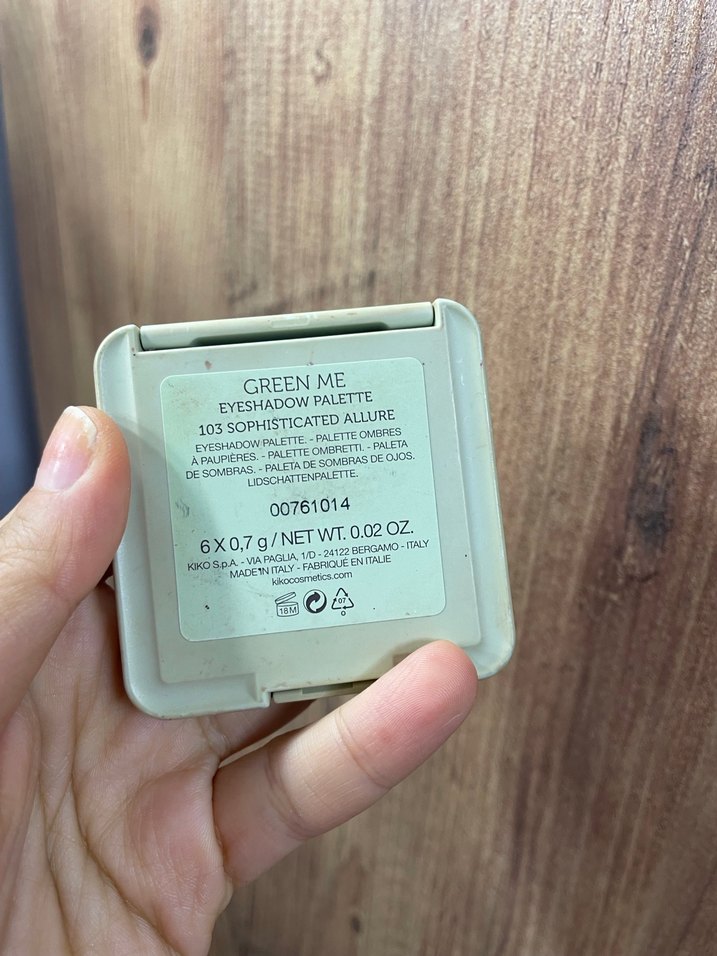 GREEN ME
EYESHADOW PALETTE
103 SOPHISTICATED ALLURE
EYESHADOW PALETTE. - PALETTE OMBRES
À PAUPIÈRES. - PALETTE OMBRETTI. - PALETA
DE SOMBRAS. - PALETA DE SOMBRAS DE OJOS.
LIDSCHATTENPALETTE.
00761014
6 X 0,7 g / NET WT. 0.02 OZ.
KIKO S.p.A. - VIA PAGLIA, 1/D - 24122 BERGAMO - ITALY
MADE IN ITALY - FABRIQUÉ EN ITALIE
kikocosmetics.com
18M
07
O